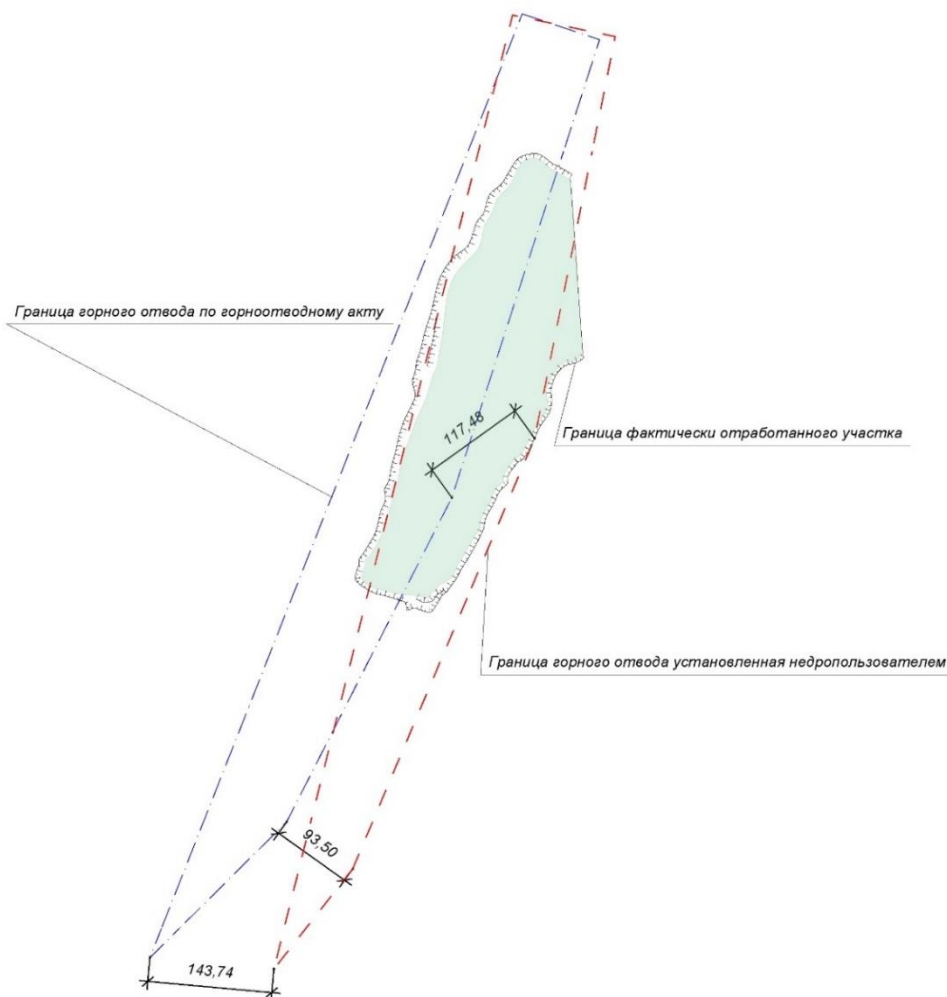 Граница горного отвода по горноотводному акту
117,48
Граница фактически отработанного участка
Граница горного отвода установленная недропользователем
93,50
143,74